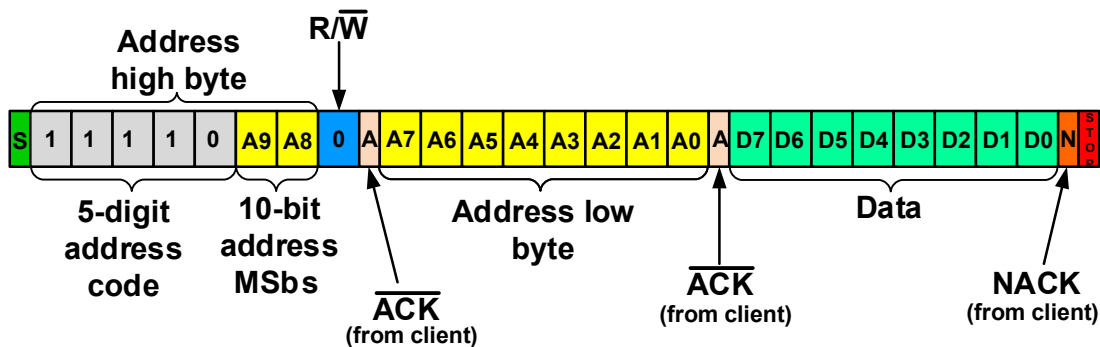 R/W̅
Address
high byte
S 1 1 1 1 0 A9 A8 0 A A7 A6 A5 A4 A3 A2 A1 A0 A D7 D6 D5 D4 D3 D2 D1 D0 N STOP
5-digit
address
code
10-bit
address
MSbs
Address low
byte
Data
A̅C̅K̅
(from client)
A̅C̅K̅
(from client)
NACK
(from client)